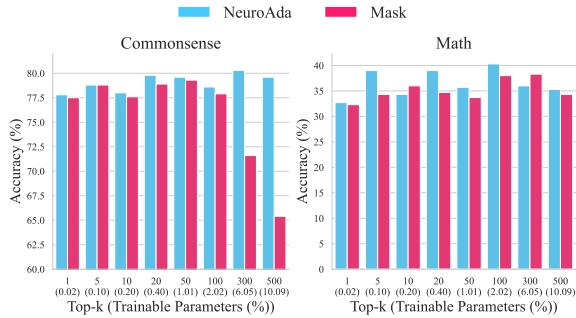 NeuroAda Mask
Commonsense
Accuracy (%)
80.0
77.5
75.0
72.5
70.0
67.5
65.0
62.5
60.0
1 5 10 20 50 100 300 500
(0.02) (0.10) (0.20) (0.40) (1.01) (2.02) (6.05) (10.09)
Top-k (Trainable Parameters (%))
Math
Accuracy (%)
40
35
30
25
20
15
10
5
0
1 5 10 20 50 100 300 500
(0.02) (0.10) (0.20) (0.40) (1.01) (2.02) (6.05) (10.09)
Top-k (Trainable Parameters (%))